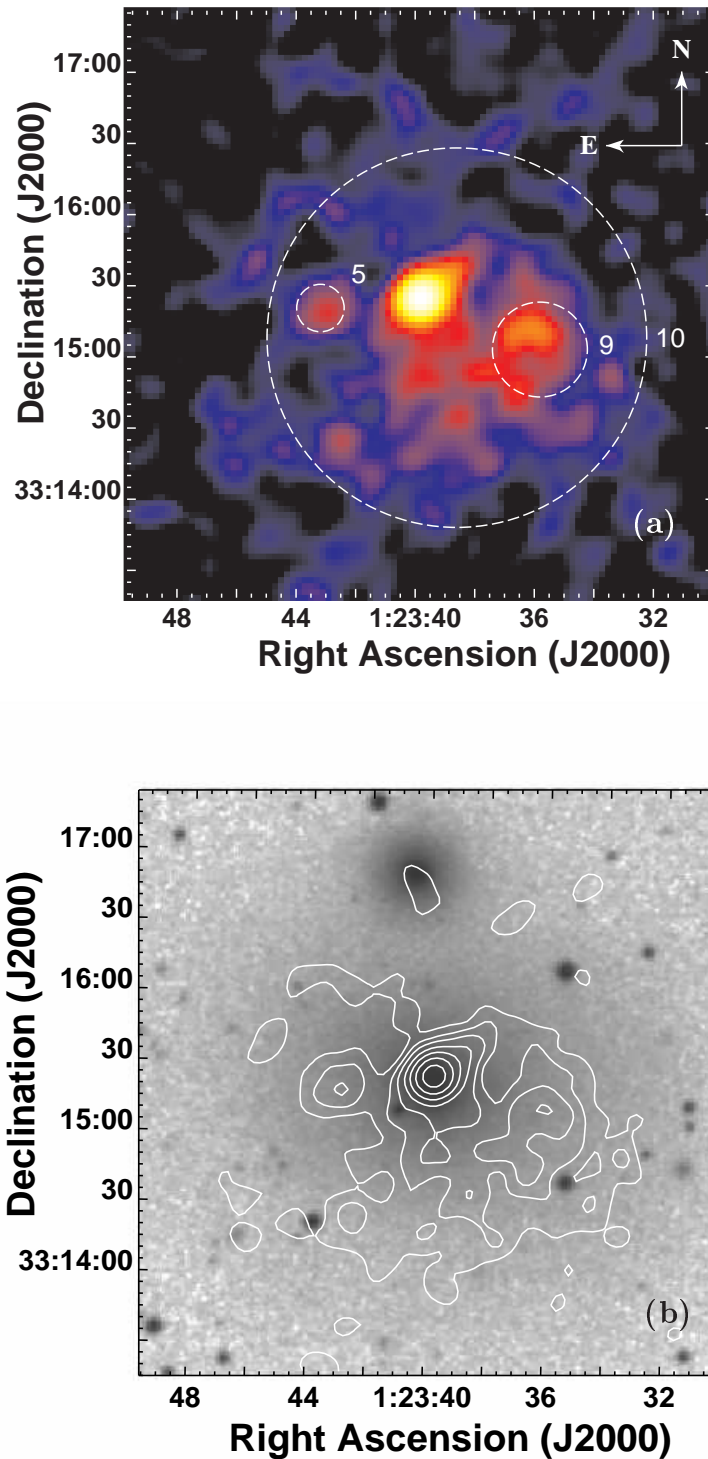 17:00
N
30
E
16:00
30
5
15:00
9
10
30
33:14:00
(a)
48 44 1:23:40 36 32
Right Ascension (J2000)
Declination (J2000)
17:00
30
16:00
30
15:00
30
33:14:00
(b)
48 44 1:23:40 36 32
Right Ascension (J2000)
Declination (J2000)